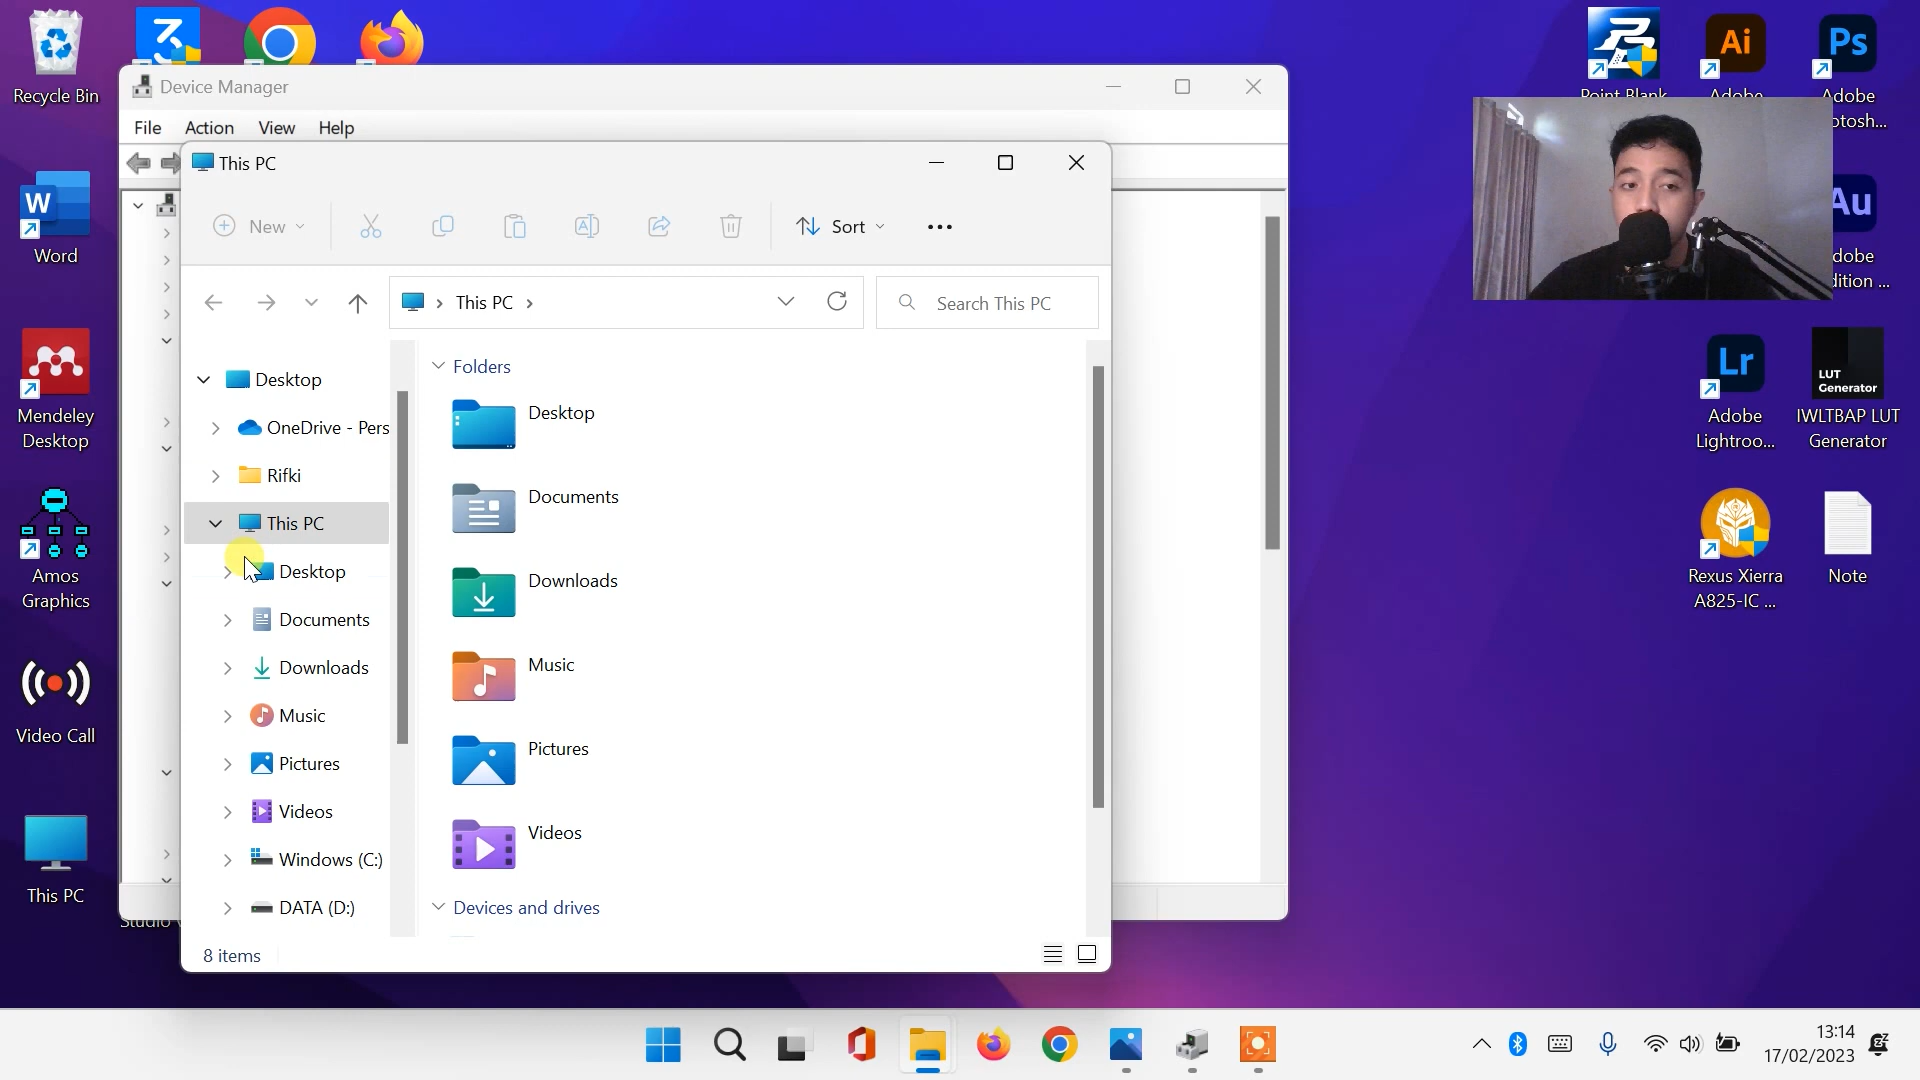 Recycle Bin
Device Manager
File Action View Help
This PC
New
Sort
This PC
Search This PC
Desktop
OneDrive - Pers
Rifki
This PC
Desktop
Documents
Downloads
Music
Pictures
Videos
Windows (C:)
DATA (D:)
Folders
Desktop
Documents
Downloads
Music
Pictures
Videos
Devices and drives
8 items
W
Word
Mendeley
Desktop
Amos
Graphics
Video Call
This PC
3
Ai
Ps
Point Blank
Adobe
Adobe
otosh...
Au
dobe
dition ...
Lr
Adobe
Lightroo...
LUT
Generator
IWLTBAP LUT
Generator
Rexus Xierra
A825-IC ...
Note
13:14
17/02/2023